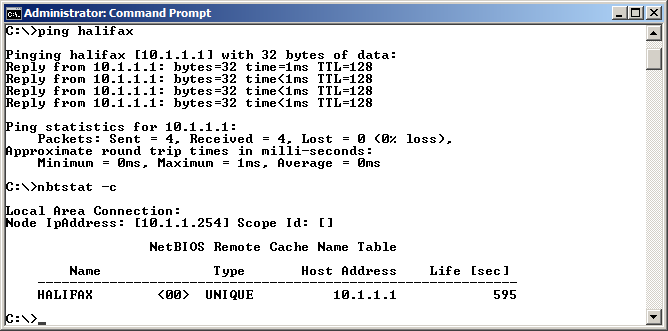 Administrator: Command Prompt
C:\>ping halifax
Pinging halifax [10.1.1.1] with 32 bytes of data:
Reply from 10.1.1.1: bytes=32 time=1ms TTL=128
Reply from 10.1.1.1: bytes=32 time<1ms TTL=128
Reply from 10.1.1.1: bytes=32 time<1ms TTL=128
Reply from 10.1.1.1: bytes=32 time<1ms TTL=128
Ping statistics for 10.1.1.1:
    Packets: Sent = 4, Received = 4, Lost = 0 (0% loss),
Approximate round trip times in milli-seconds:
    Minimum = 0ms, Maximum = 1ms, Average = 0ms
C:\>nbtstat -c
Local Area Connection:
Node IpAddress: [10.1.1.254] Scope Id: []
                  NetBIOS Remote Cache Name Table
        Name              Type       Host Address    Life [sec]
    ------------------------------------------------------------
    HALIFAX        <00>  UNIQUE          10.1.1.1            595
C:\>_